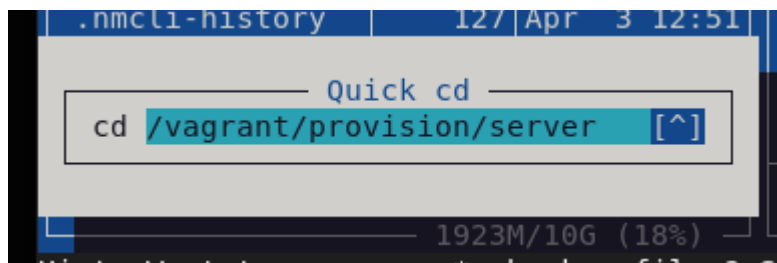 .nmcli-history 127 Apr 3 12:51
Quick cd
cd /vagrant/provision/server [^]
1923M/10G (18%)